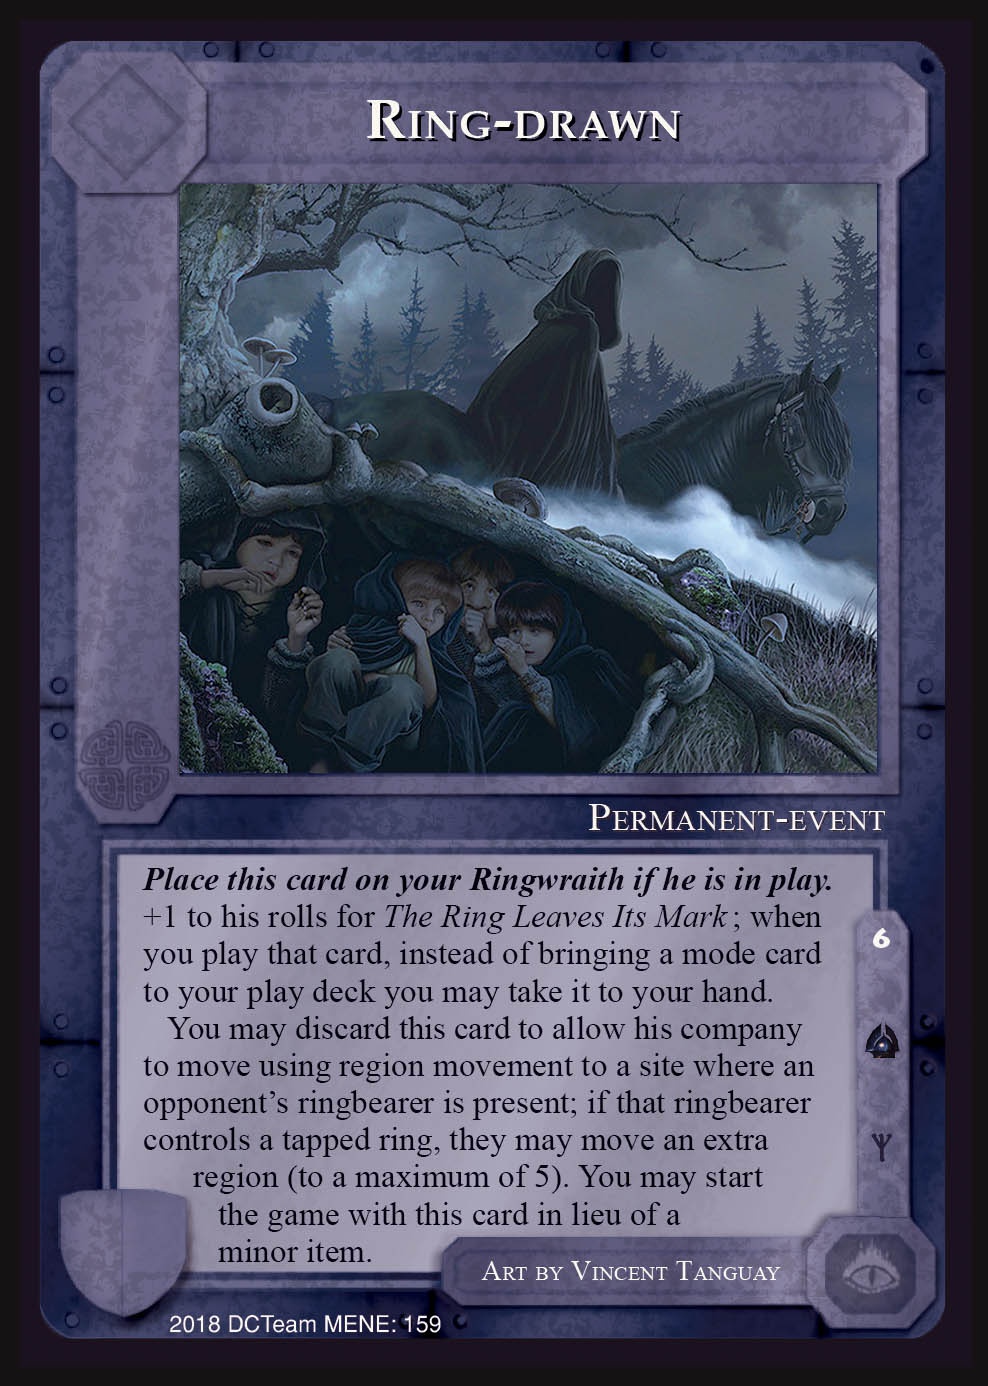 Ring-drawn
Permanent-event
Place this card on your Ringwraith if he is in play.
+1 to his rolls for The Ring Leaves Its Mark; when
you play that card, instead of bringing a mode card
to your play deck you may take it to your hand.
You may discard this card to allow his company
to move using region movement to a site where an
opponent’s ringbearer is present; if that ringbearer
controls a tapped ring, they may move an extra
region (to a maximum of 5). You may start
the game with this card in lieu of a
minor item.
6
Art by Vincent Tanguay
2018 DCTeam MENE: 159